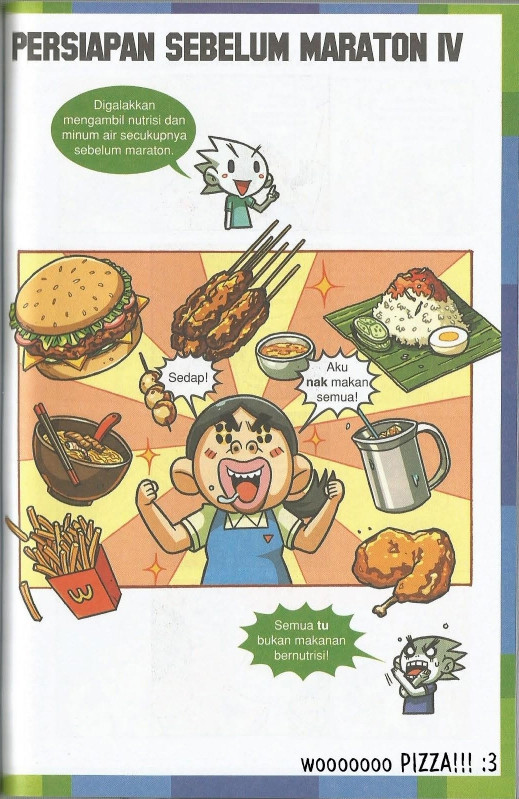 PERSIAPAN SEBELUM MARATON IV
Digalakkan
mengambil nutrisi dan
minum air secukupnya
sebelum maraton.
Sedap!
Aku
nak makan
semua!
W
Semua tu
bukan makanan
bernutrisi!
WOOOOOOO PIZZA!!! :3